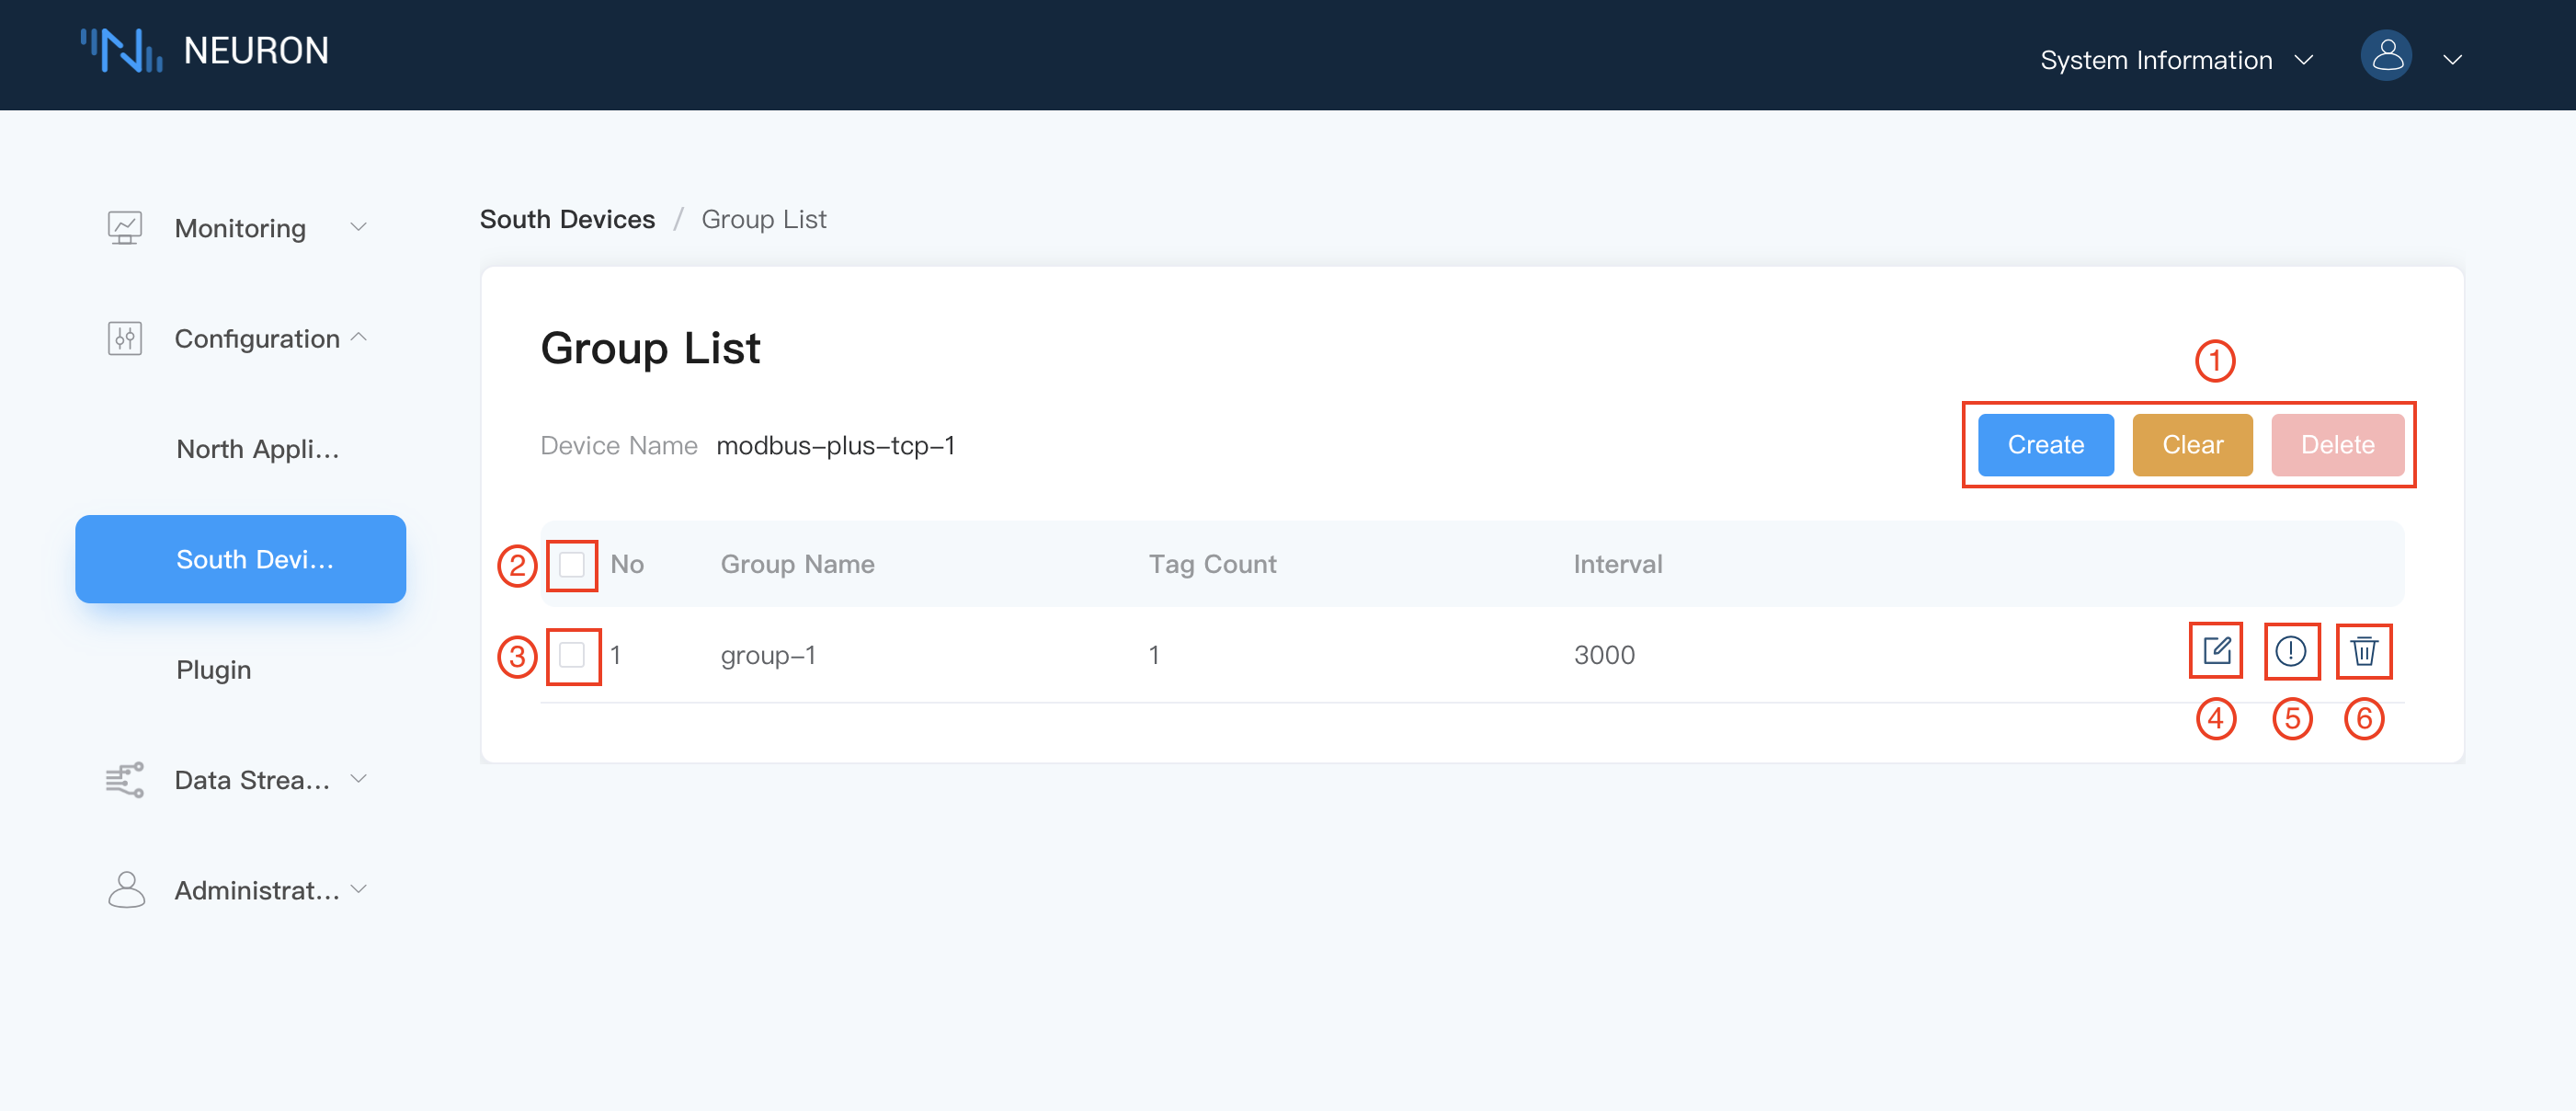 NEURON
System Information
Monitoring
Configuration
North Appli...
South Devi...
Plugin
Data Strea...
Administrat...
South Devices / Group List
Group List
①
Device Name modbus-plus-tcp-1
Create Clear Delete
② No Group Name Tag Count Interval
③ 1 group-1 1 3000
④ ⑤ ⑥